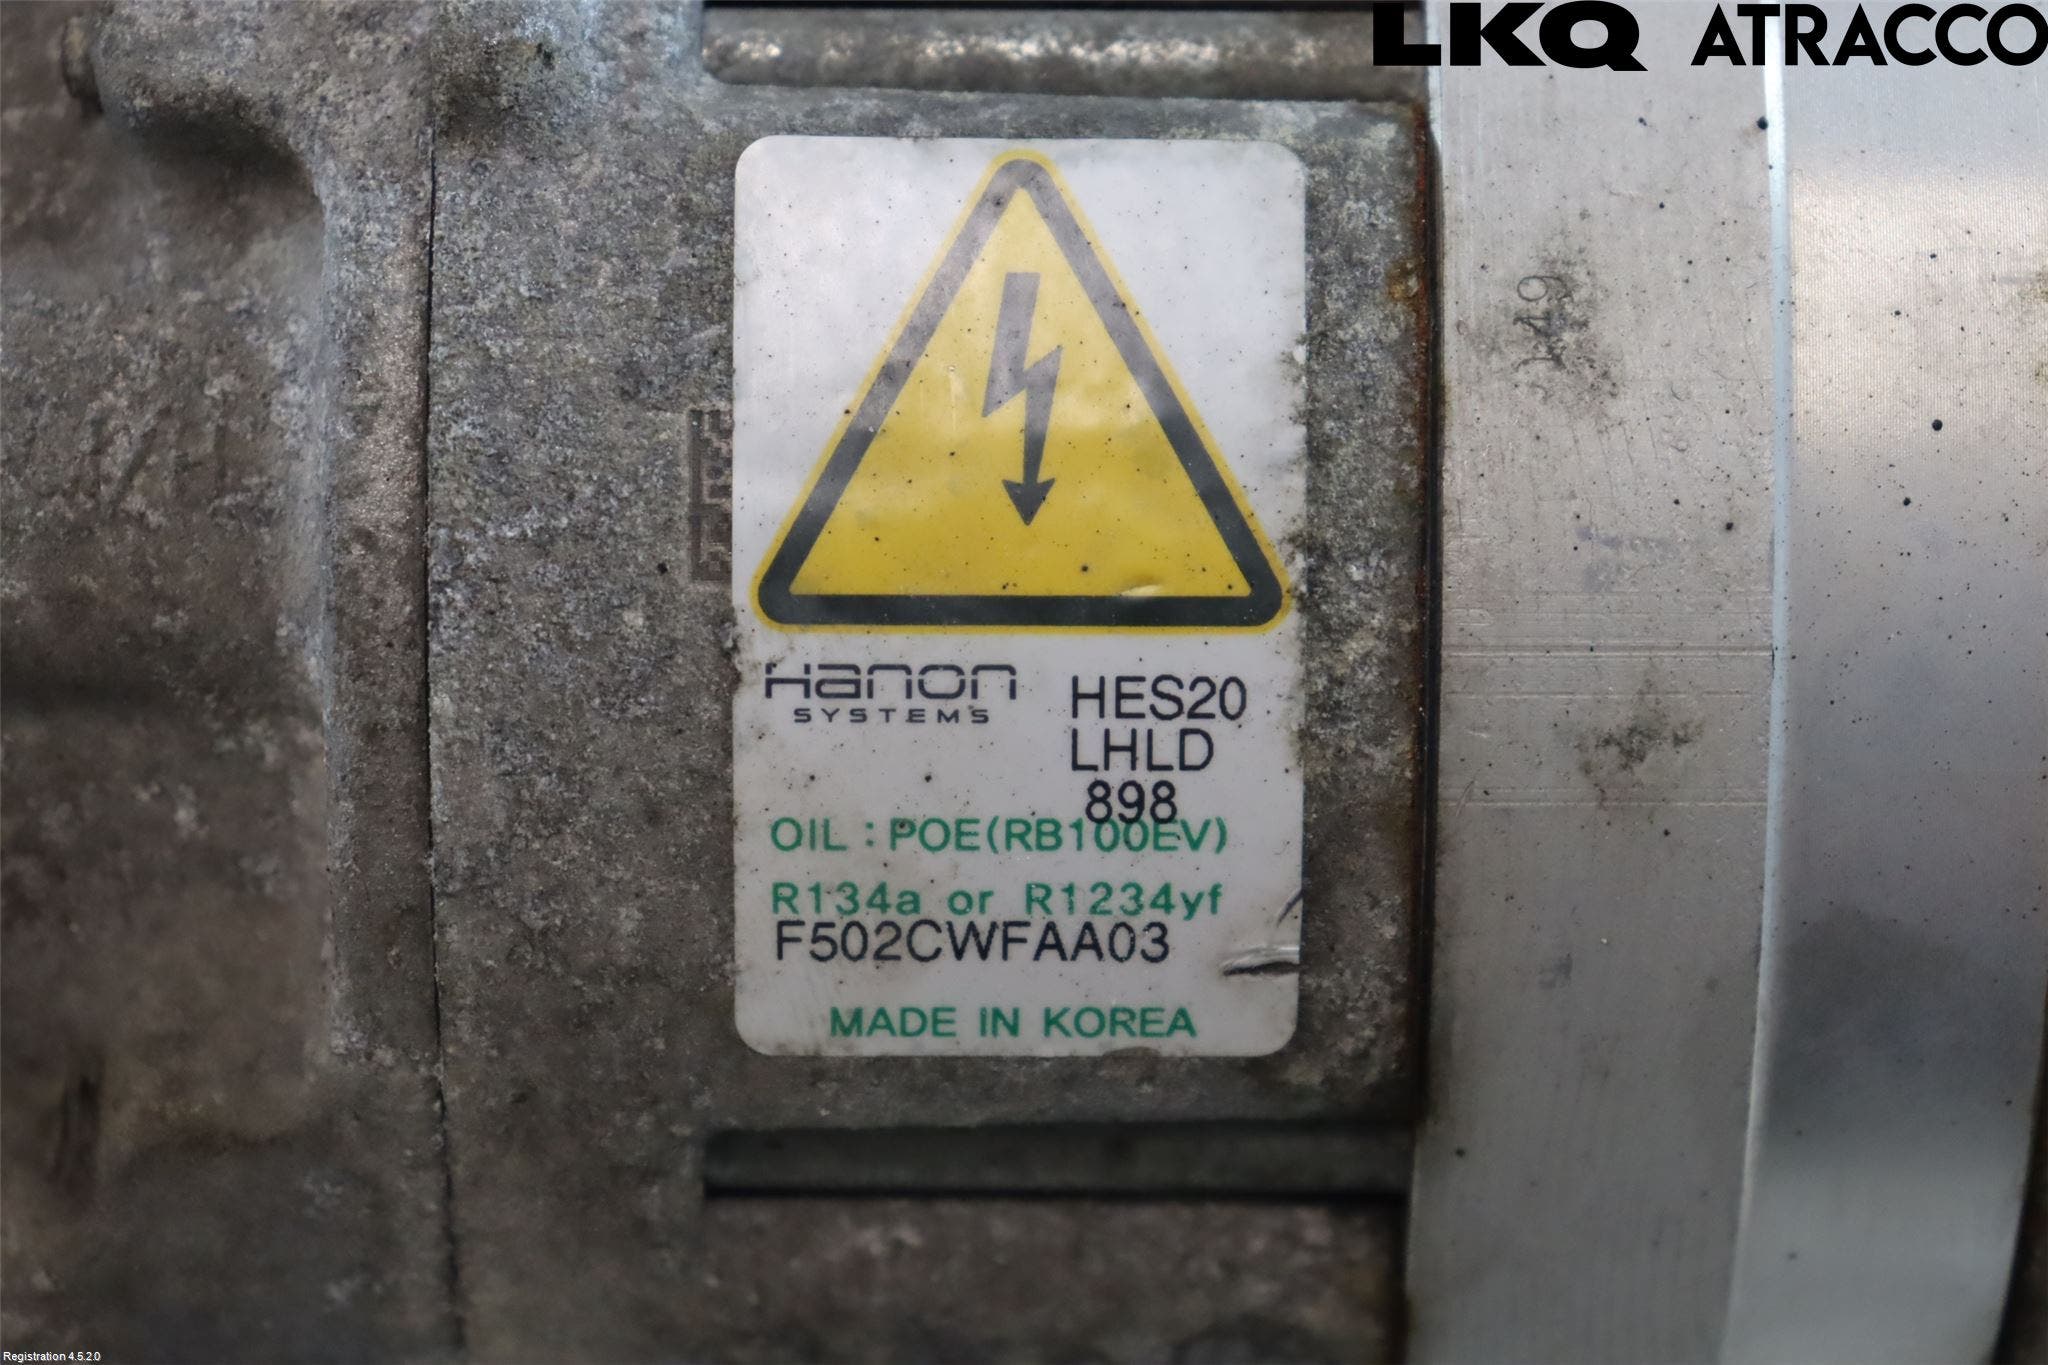 LKQ ATRACCO
149
Hanon
SYSTEMS
HES20
LHLD
898
OIL : POE(RB100EV)
R134a or R1234yf
F502CWFAA03
MADE IN KOREA
Registration 4.5.2.0